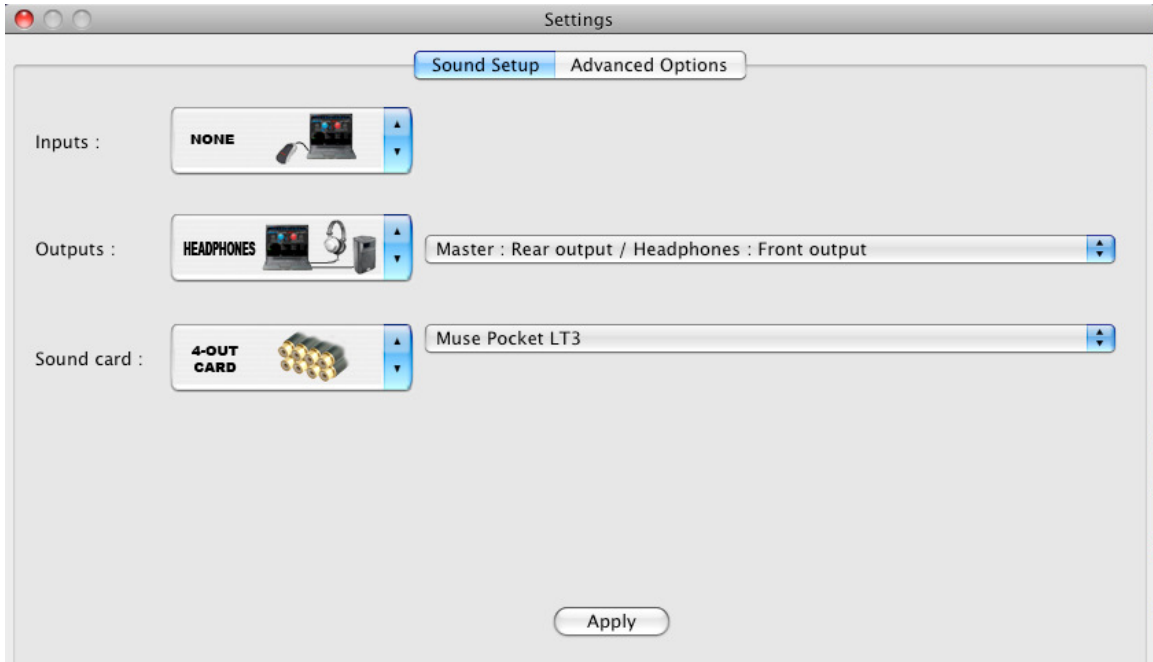 Settings
Sound Setup
Advanced Options
Inputs :
NONE
Outputs :
HEADPHONES
Master : Rear output / Headphones : Front output
Sound card :
4-OUT
CARD
Muse Pocket LT3
Apply